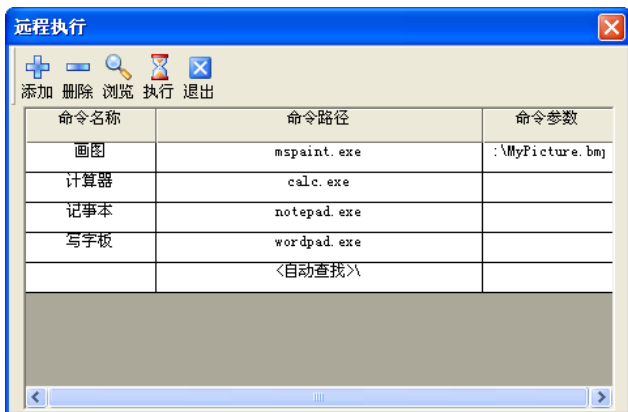 远程执行
添加 删除 浏览 执行 退出
命令名称 命令路径 命令参数
画图 mspaint.exe :\MyPicture.bmp
计算器 calc.exe
记事本 notepad.exe
写字板 wordpad.exe
<自动查找>\